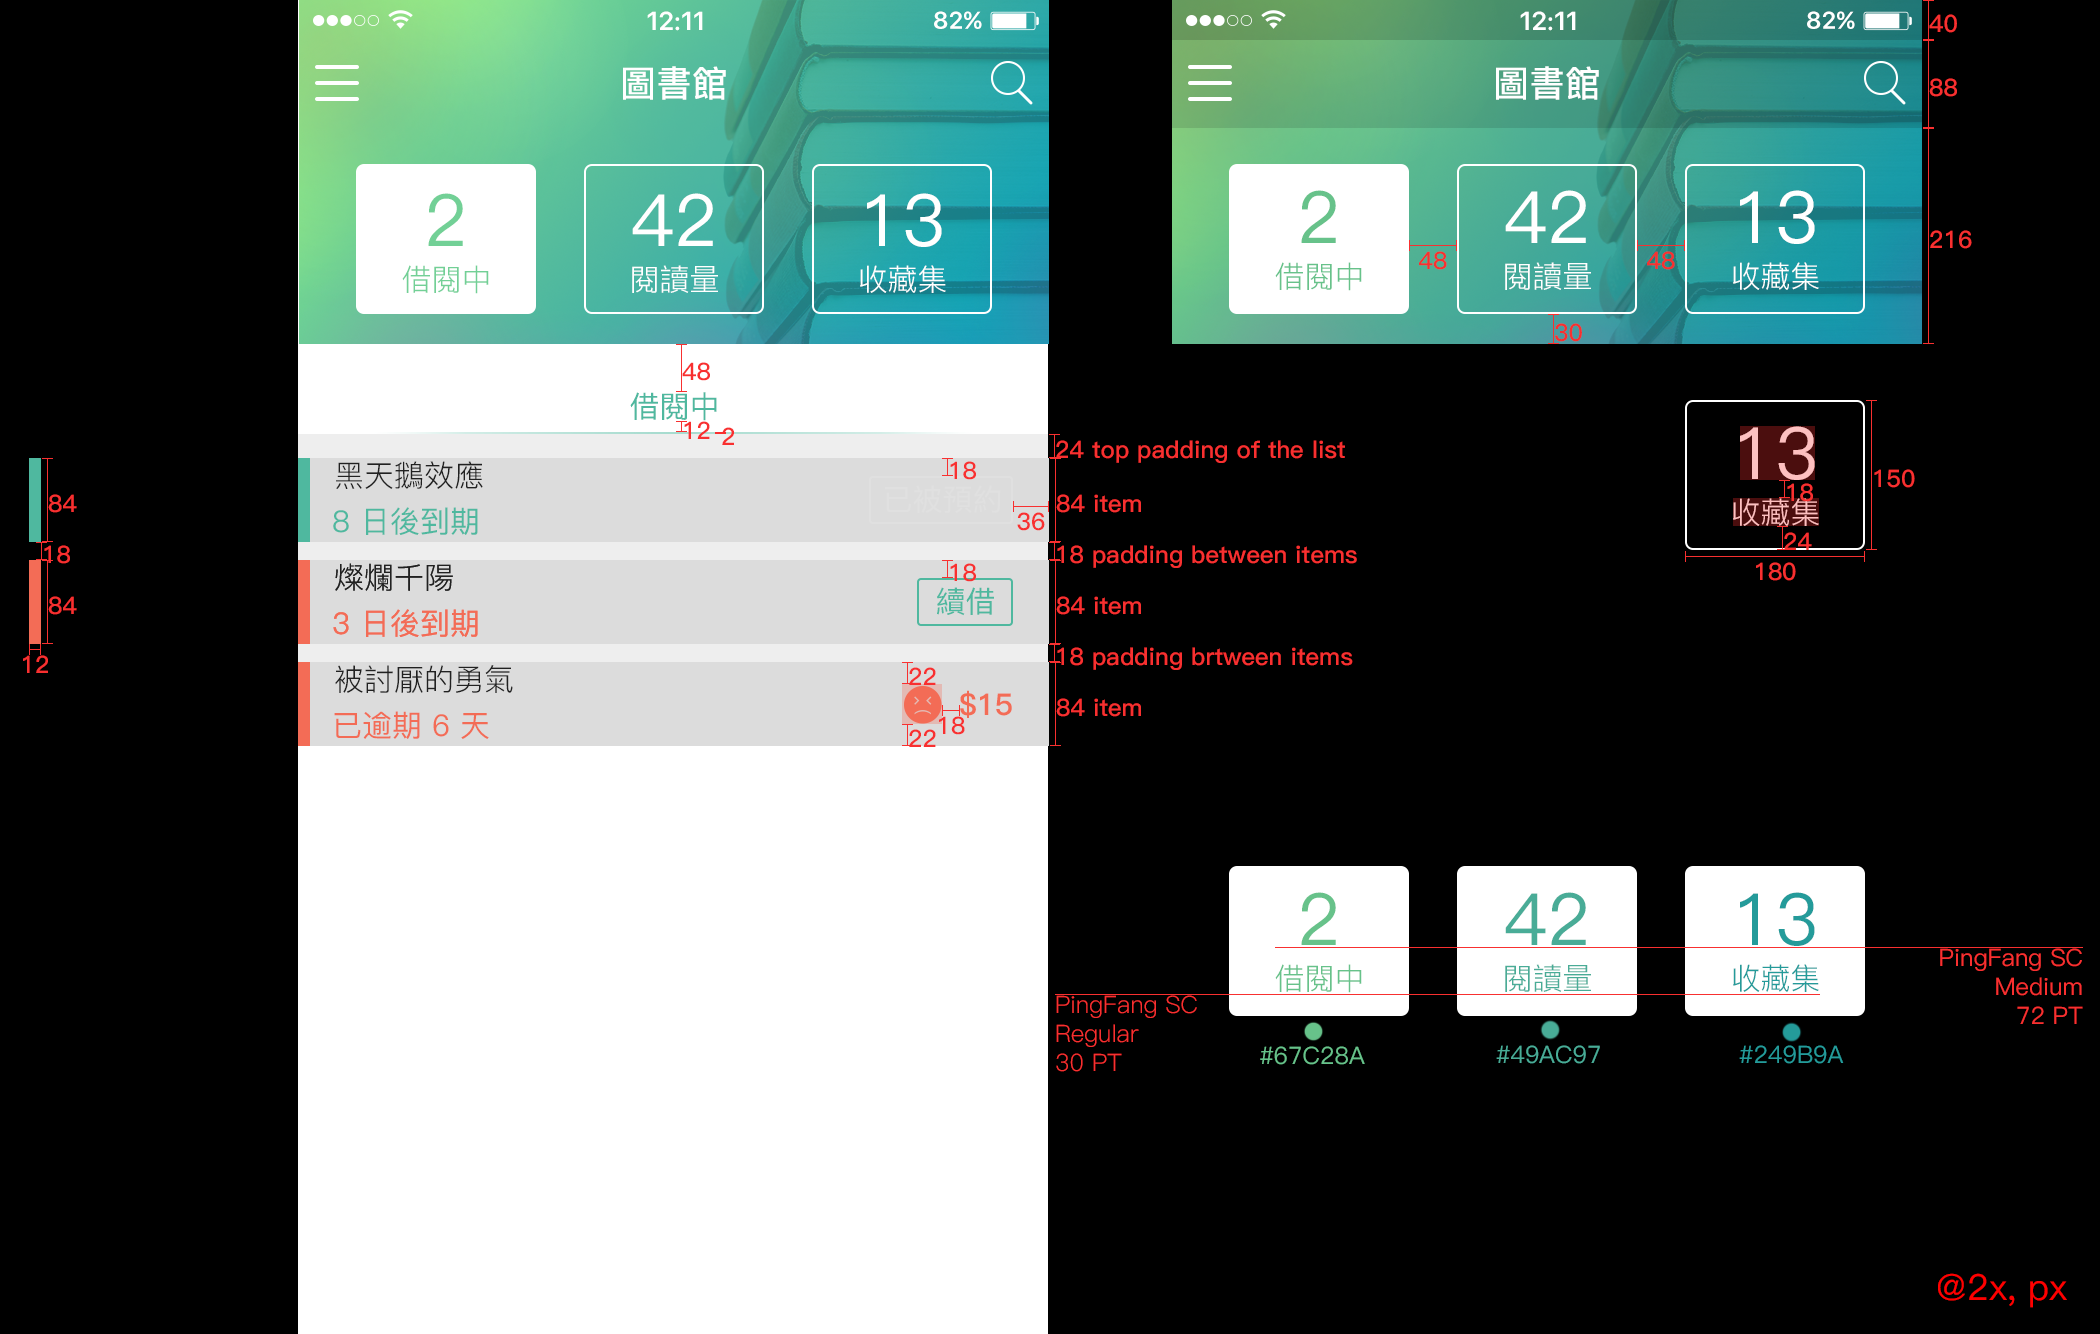 12:11
82%
圖書館
2
借閱中
42
閱讀量
13
收藏集
48
借閱中
12
2
黑天鵝效應
8 日後到期
18
已被預約
36
燦爛千陽
3 日後到期
18
續借
被討厭的勇氣
已逾期 6 天
22
18
22
$15
84
18
84
12
24 top padding of the list
84 item
18 padding between items
84 item
18 padding brtween items
84 item
12:11
82%
圖書館
2
借閱中
42
閱讀量
13
收藏集
48
48
30
40
88
216
13
18
收藏集
24
150
180
2
借閱中
42
閱讀量
13
收藏集
PingFang SC
Medium
72 PT
PingFang SC
Regular
30 PT
#67C28A
#49AC97
#249B9A
@2x, px